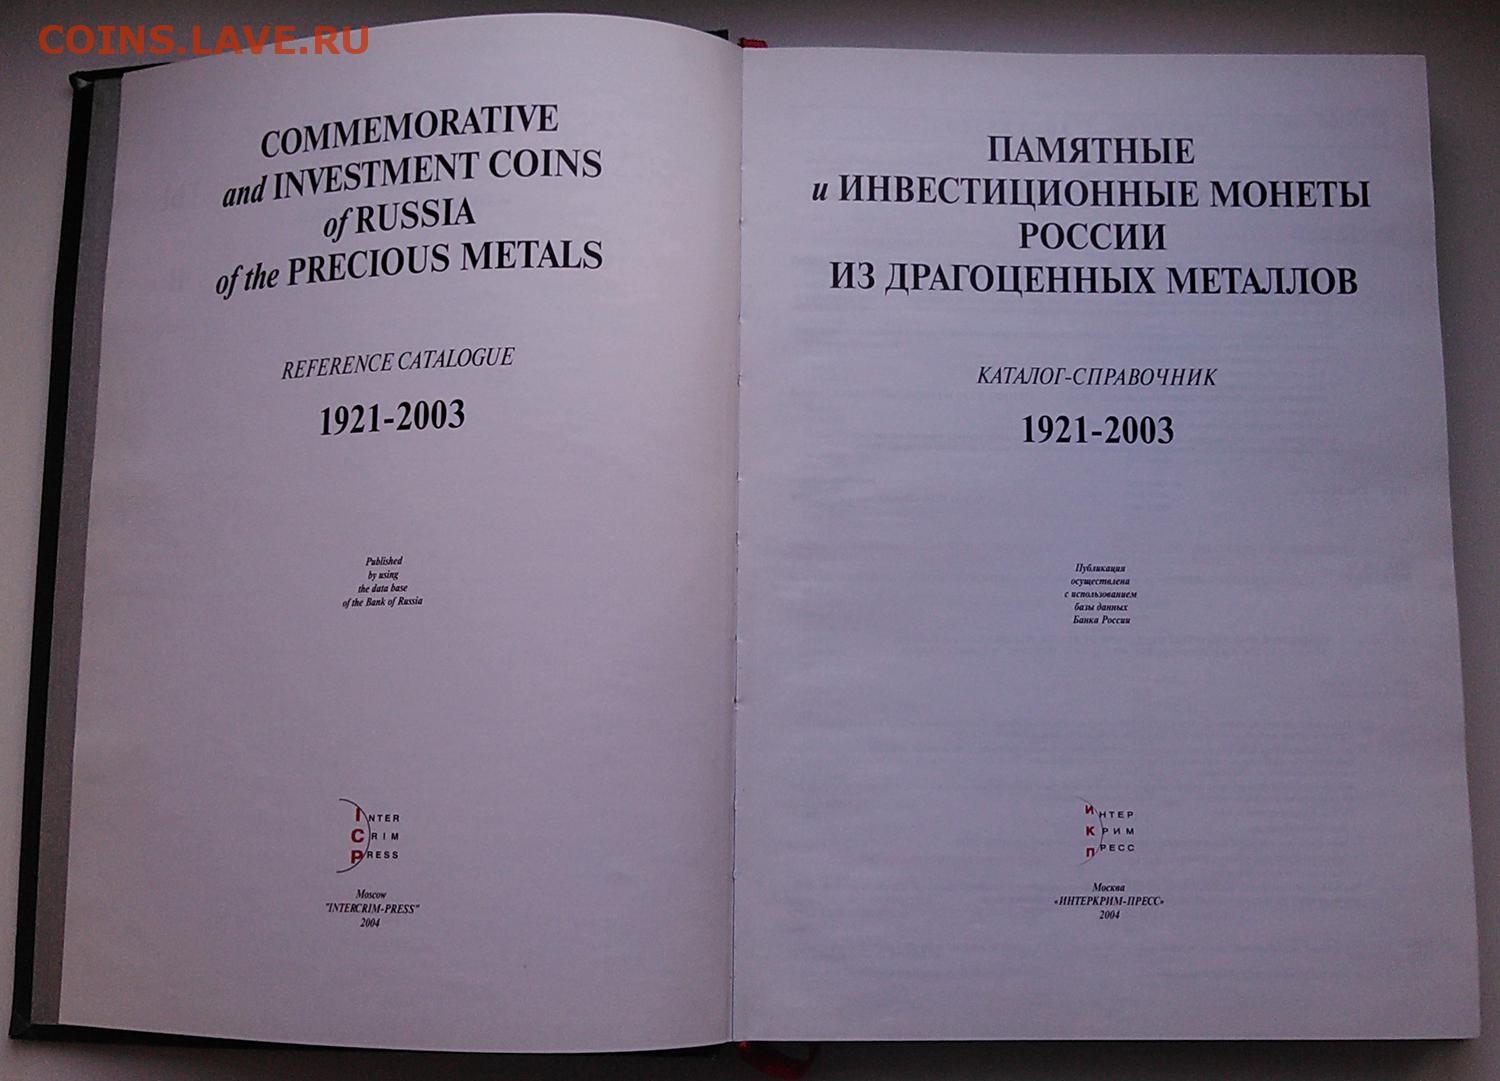 COINS.LAVE.RU
COMMEMORATIVE
and INVESTMENT COINS
of RUSSIA
of the PRECIOUS METALS
REFERENCE CATALOGUE
1921-2003
Published
by using
the data base
of the Bank of Russia
INTER
CRIM
PRESS
Moscow
"INTERCRIM-PRESS"
2004
ПАМЯТНЫЕ
и ИНВЕСТИЦИОННЫЕ МОНЕТЫ
РОССИИ
ИЗ ДРАГОЦЕННЫХ МЕТАЛЛОВ
КАТАЛОГ-СПРАВОЧНИК
1921-2003
Публикация
осуществлена
с использованием
базы данных
Банка России
ИНТЕР
КРИМ
ПРЕСС
Москва
«ИНТЕРКРИМ-ПРЕСС»
2004